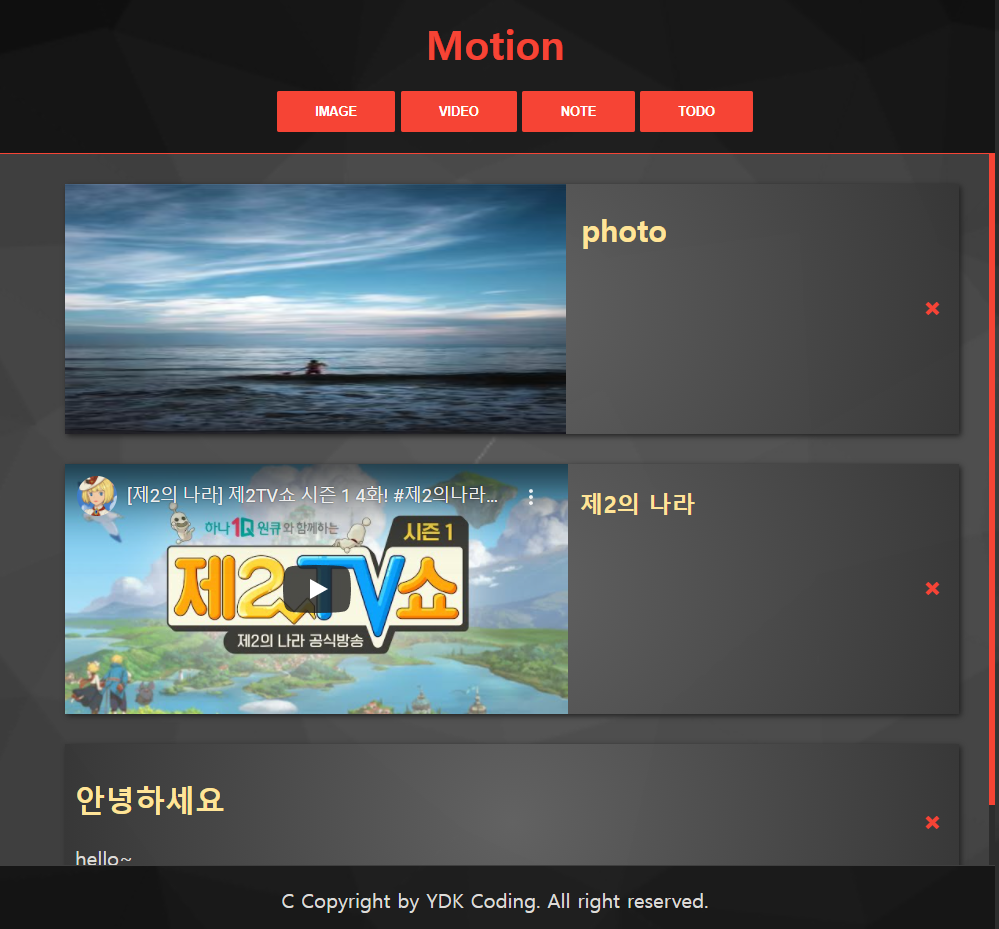 Motion
IMAGE VIDEO NOTE TODO
photo
[제2의 나라] 제2TV쇼 시즌 1 4화! #제2의나라...
하나1Q원큐와 함께하는
시즌 1
제2TV쇼
제2의 나라 공식방송
제2의 나라
안녕하세요
hello~
C Copyright by YDK Coding. All right reserved.